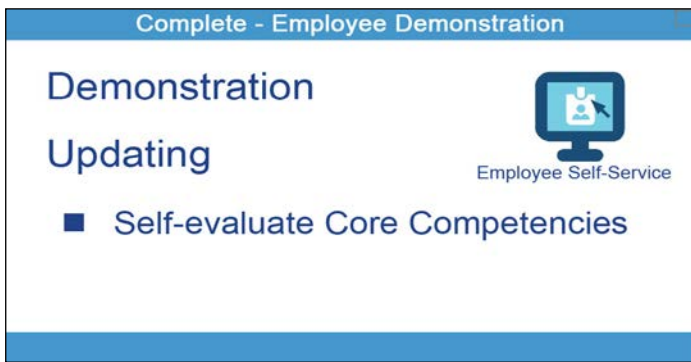 Complete - Employee Demonstration
Demonstration
Updating
Employee Self-Service
■ Self-evaluate Core Competencies